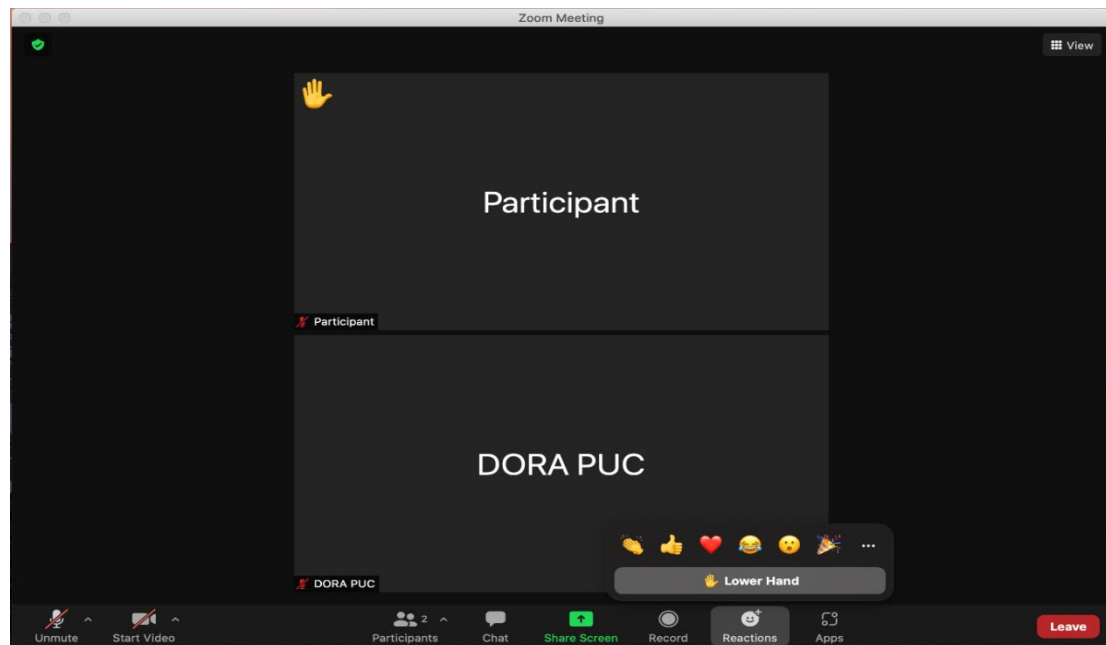 Zoom Meeting
View
Participant
Participant
DORA PUC
DORA PUC
Lower Hand
Unmute
Start Video
2
Participants
Chat
Share Screen
Record
Reactions
Apps
Leave